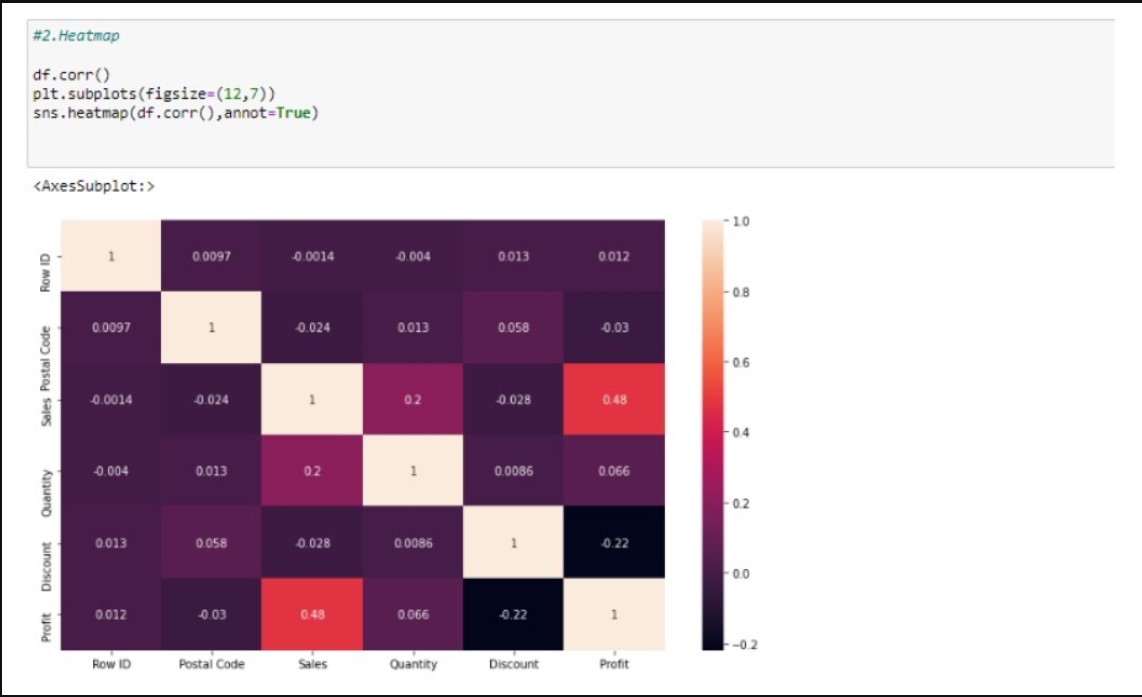 #2.Heatmap
df.corr()
plt.subplots(figsize=(12,7))
sns.heatmap(df.corr(),annot=True)
<AxesSubplot:>
Row ID 1 0.0097 -0.0014 -0.004 0.013 0.012
Postal Code 0.0097 1 -0.024 0.013 0.058 -0.03
Sales -0.0014 -0.024 1 0.2 -0.028 0.48
Quantity -0.004 0.013 0.2 1 0.0086 0.066
Discount 0.013 0.058 -0.028 0.0086 1 -0.22
Profit 0.012 -0.03 0.48 0.066 -0.22 1
Row ID Postal Code Sales Quantity Discount Profit
1.0
0.8
0.6
0.4
0.2
0.0
-0.2